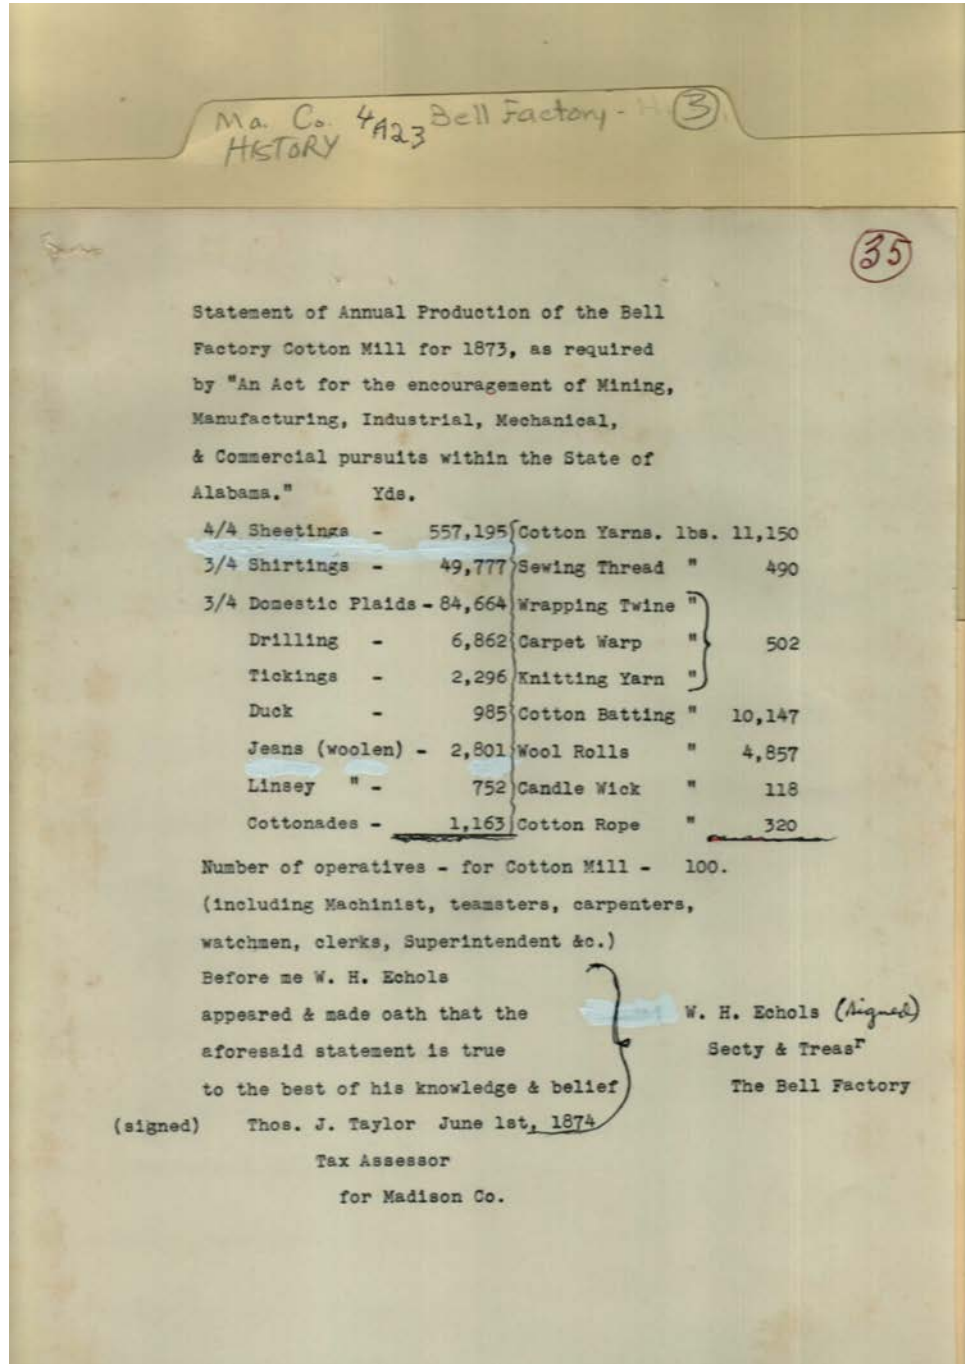 Ma. Co. 4A23 Bell Factory - (3)
HISTORY
35
Statement of Annual Production of the Bell
Factory Cotton Mill for 1873, as required
by "An Act for the encouragement of Mining,
Manufacturing, Industrial, Mechanical,
& Commercial pursuits within the State of
Alabama." Yds.
4/4 Sheetings - 557,195 Cotton Yarns. lbs. 11,150
3/4 Shirtings - 49,777 Sewing Thread " 490
3/4 Domestic Plaids - 84,664 Wrapping Twine "
Drilling - 6,862 Carpet Warp " 502
Tickings - 2,296 Knitting Yarn "
Duck - 985 Cotton Batting " 10,147
Jeans (woolen) - 2,801 Wool Rolls " 4,857
Linsey " - 752 Candle Wick " 118
Cottonades - 1,163 Cotton Rope " 320
Number of operatives - for Cotton Mill - 100.
(including Machinist, teamsters, carpenters,
watchmen, clerks, Superintendent &c.)
Before me W. H. Echols
appeared & made oath that the W. H. Echols (signed)
aforesaid statement is true Secty & Treasr
to the best of his knowledge & belief The Bell Factory
(signed) Thos. J. Taylor June 1st, 1874
Tax Assessor
for Madison Co.